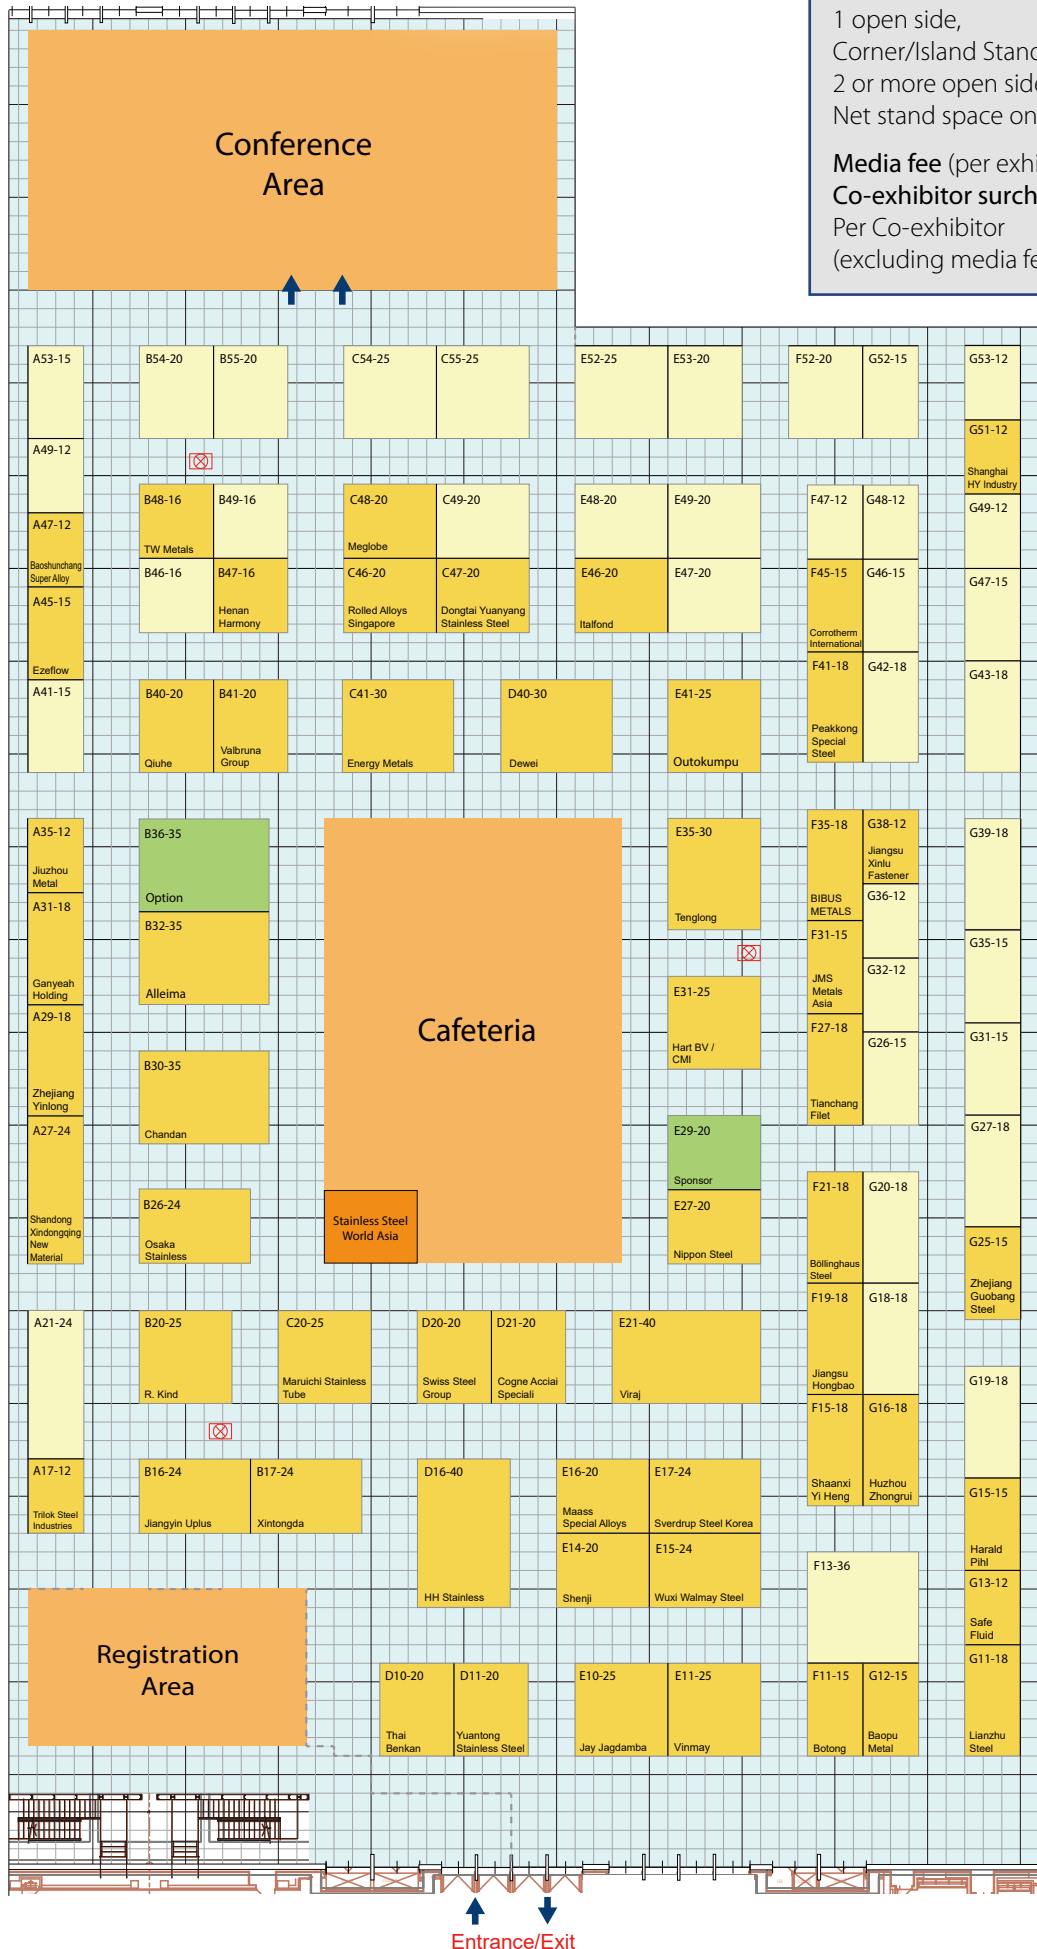 1 open side,
Corner/Island Stand
2 or more open side
Net stand space on
Media fee (per exhi
Co-exhibitor surch
Per Co-exhibitor
(excluding media fe
Conference
Area
A53-15
B54-20
B55-20
C54-25
C55-25
E52-25
E53-20
F52-20
G52-15
G53-12
A49-12
G51-12
Shanghai
HY Industry
A47-12
Baoshunchang
Super Alloy
B48-16
TW Metals
B49-16
C48-20
Meglobe
C49-20
E48-20
E49-20
F47-12
G48-12
G49-12
A45-15
Ezeflow
B46-16
B47-16
Henan
Harmony
C46-20
Rolled Alloys
Singapore
C47-20
Dongtai Yuanyang
Stainless Steel
E46-20
Italfond
E47-20
F45-15
Corrotherm
International
G46-15
G47-15
A41-15
B40-20
Qiuhe
B41-20
Valbruna
Group
C41-30
Energy Metals
D40-30
Dewei
E41-25
Outokumpu
F41-18
Peakkong
Special
Steel
G42-18
G43-18
A35-12
Jiuzhou
Metal
B36-35
Option
Cafeteria
E35-30
Tenglong
F35-18
BIBUS
METALS
G38-12
Jiangsu
Xinlu
Fastener
G39-18
A31-18
Ganyeah
Holding
B32-35
Alleima
G36-12
F31-15
JMS
Metals
Asia
G35-15
E31-25
Hart BV /
CMI
G32-12
A29-18
Zhejiang
Yinlong
B30-35
Chandan
F27-18
Tianchang
Filet
G26-15
G31-15
A27-24
Shandong
Xindongqing
New
Material
E29-20
Sponsor
G27-18
B26-24
Osaka
Stainless
Stainless Steel
World Asia
E27-20
Nippon Steel
F21-18
Böllinghaus
Steel
G20-18
G25-15
Zhejiang
Guobang
Steel
A21-24
B20-25
R. Kind
C20-25
Maruichi Stainless
Tube
D20-20
Swiss Steel
Group
D21-20
Cogne Acciai
Speciali
E21-40
Viraj
F19-18
Jiangsu
Hongbao
G18-18
G19-18
F15-18
Shaanxi
Yi Heng
G16-18
Huzhou
Zhongrui
A17-12
Trilok Steel
Industries
B16-24
Jiangyin Uplus
B17-24
Xintongda
D16-40
HH Stainless
E16-20
Maass
Special Alloys
E17-24
Sverdrup Steel Korea
G15-15
Harald
Pihl
E14-20
Shenji
E15-24
Wuxi Walmay Steel
F13-36
G13-12
Safe
Fluid
Registration
Area
D10-20
Thai
Benkan
D11-20
Yuantong
Stainless Steel
E10-25
Jay Jagdamba
E11-25
Vinmay
F11-15
Botong
G12-15
Baopu
Metal
G11-18
Lianzhu
Steel
Entrance/Exit